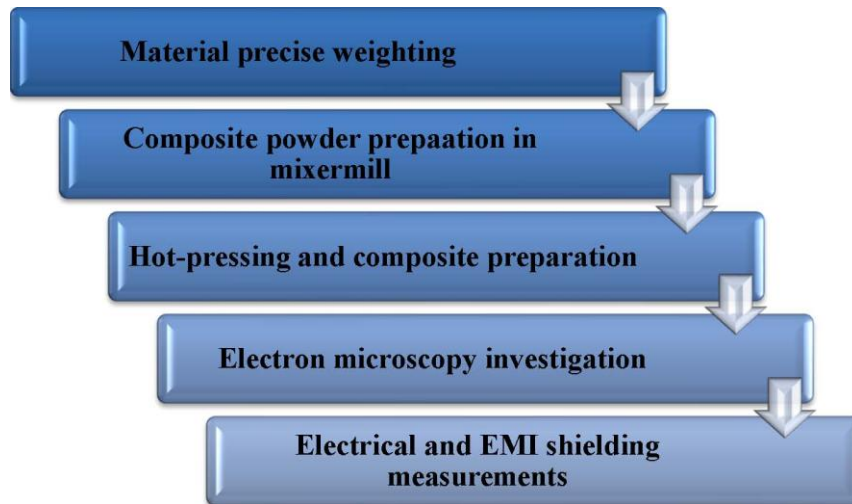 Material precise weighting
Composite powder prepaation in
mixermill
Hot-pressing and composite preparation
Electron microscopy investigation
Electrical and EMI shielding
measurements